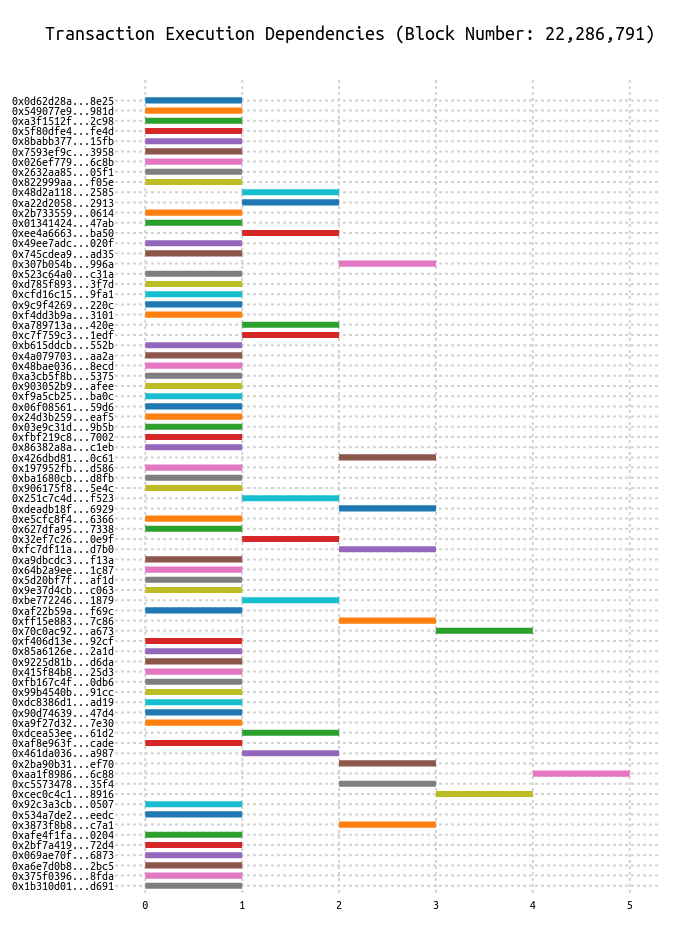 Transaction Execution Dependencies (Block Number: 22,286,791)
0x0d62d28a...8e25
0x549077e9...981d
0xa3f1512f...2c98
0x5f80dfe4...fe4d
0x8babb377...15fb
0x7593ef9c...3958
0x026ef779...6c8b
0x2632aa85...05f1
0x822999aa...f05e
0x48d2a118...2585
0xa22d2058...2913
0x2b733559...0614
0x01341424...47ab
0xee4a6663...ba50
0x49ee7adc...020f
0x745cdea9...ad35
0x307b054b...996a
0x523c64a0...c31a
0xd785f893...3f7d
0xcfd16c15...9fa1
0x9c9f4269...220c
0xf4dd3b9a...3101
0xa789713a...420e
0xc7f759c3...1edf
0xb615ddcb...552b
0x4a079703...aa2a
0x48bae036...8ecd
0xa3cb5f8b...5375
0x903052b9...afee
0xf9a5cb25...ba0c
0x06f08561...59d6
0x24d3b259...eaf5
0x03e9c31d...9b5b
0xfbf219c8...7002
0x86382a8a...c1eb
0x426dbd81...0c61
0x197952fb...d586
0xba1680cb...d8fb
0x906175f8...5e4c
0x251c7c4d...f523
0xdeadb18f...6929
0xe5cfc8f4...6366
0x627dfa95...7338
0x32ef7c26...0e9f
0xfc7df11a...d7b0
0xa9dbcdc3...f13a
0x64b2a9ee...1c87
0x5d20bf7f...af1d
0x9e37d4cb...c063
0xbe772246...1879
0xaf22b59a...f69c
0xff15e883...7c86
0x70c0ac92...a673
0xf406d13e...92cf
0x85a6126e...2a1d
0x9225d81b...d6da
0x415f84b8...25d3
0xfb167c4f...0db6
0x99b4540b...91cc
0xdc8386d1...ad19
0x90d74639...47d4
0xa9f27d32...7e30
0xdcea53ee...61d2
0xaf8e963f...cade
0x461da036...a987
0x2ba90b31...ef70
0xaa1f8986...6c88
0xc5573478...35f4
0xcec0c4c1...8916
0x92c3a3cb...0507
0x534a7de2...eedc
0x3873f8b8...c7a1
0xafe4f1fa...0204
0x2bf7a419...72d4
0x069ae70f...6873
0xa6e7d0b8...2bc5
0x375f0396...8fda
0x1b310d01...d691
0 1 2 3 4 5